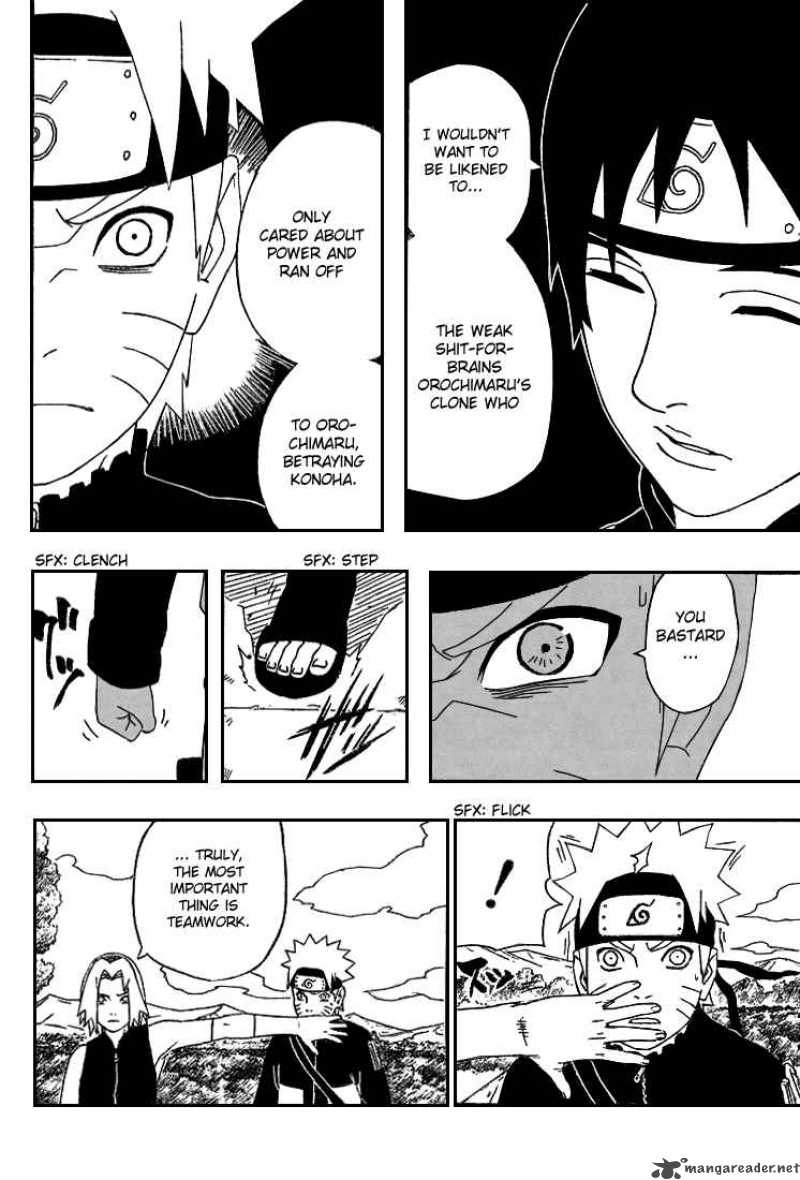 I WOULDN'T
WANT TO
BE LIKENED
TO...
THE WEAK
SHIT-FOR-
BRAINS
OROCHIMARU'S
CLONE WHO
ONLY
CARED ABOUT
POWER AND
RAN OFF
TO ORO-
CHIMARU,
BETRAYING
KONOHA.
YOU
BASTARD
...
SFX: STEP
SFX: CLENCH
SFX: FLICK
!
... TRULY,
THE MOST
IMPORTANT
THING IS
TEAMWORK.
mangareader.net